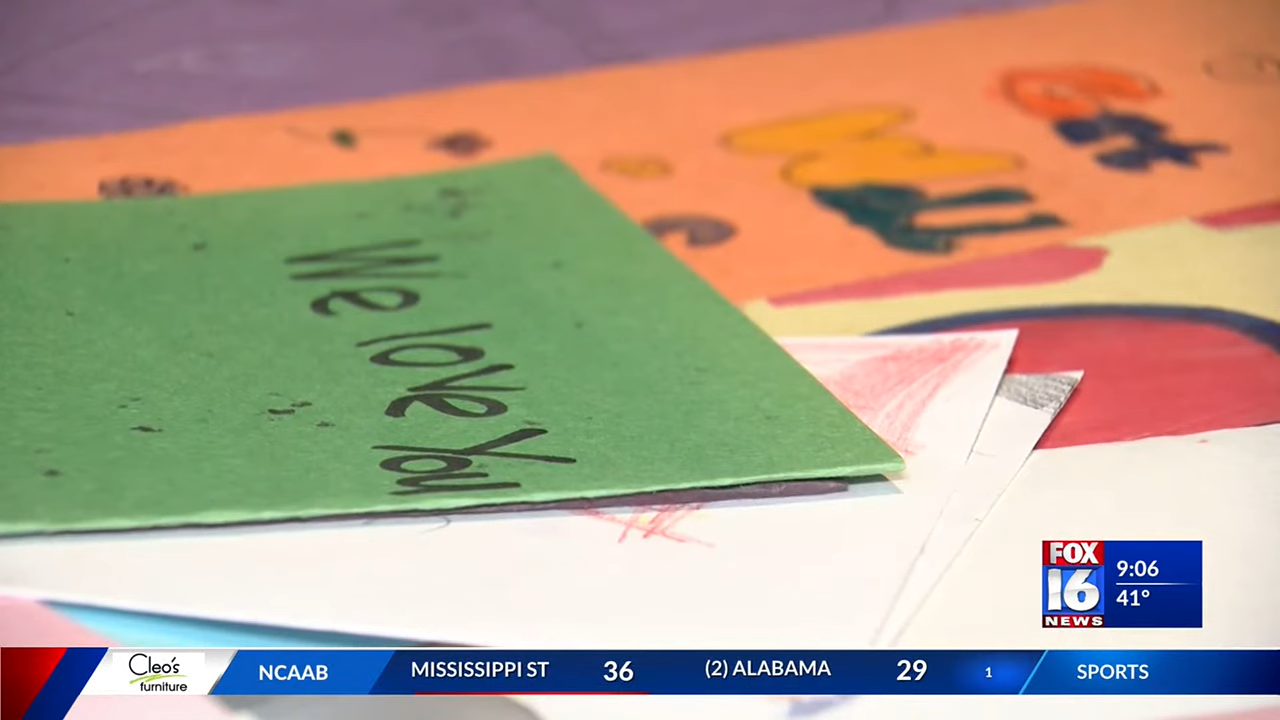 We
love
You
FOX
16
NEWS
9:06
41°
Cleo's
furniture
NCAAB
MISSISSIPPI ST 36 (2) ALABAMA 29 1
SPORTS